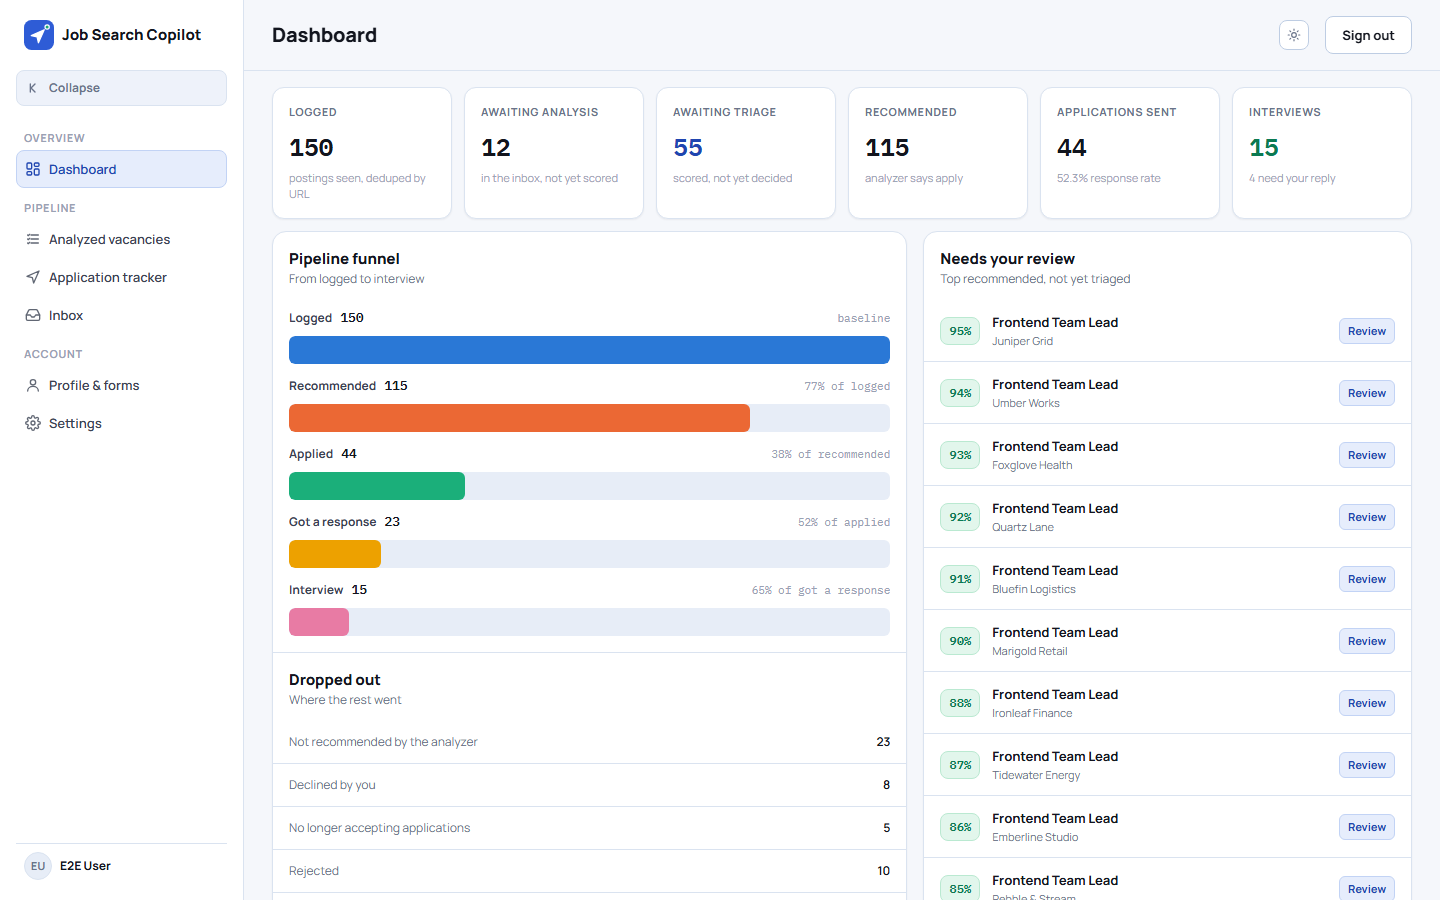 Job Search Copilot
Collapse
OVERVIEW
Dashboard
PIPELINE
Analyzed vacancies
Application tracker
Inbox
ACCOUNT
Profile & forms
Settings
EU
E2E User
Dashboard
Sign out
LOGGED
150
postings seen, deduped by
URL
AWAITING ANALYSIS
12
in the inbox, not yet scored
AWAITING TRIAGE
55
scored, not yet decided
RECOMMENDED
115
analyzer says apply
APPLICATIONS SENT
44
52.3% response rate
INTERVIEWS
15
4 need your reply
Pipeline funnel
From logged to interview
Logged 150 baseline
Recommended 115 77% of logged
Applied 44 38% of recommended
Got a response 23 52% of applied
Interview 15 65% of got a response
Dropped out
Where the rest went
Not recommended by the analyzer 23
Declined by you 8
No longer accepting applications 5
Rejected 10
Needs your review
Top recommended, not yet triaged
95% Frontend Team Lead Review
Juniper Grid
94% Frontend Team Lead Review
Umber Works
93% Frontend Team Lead Review
Foxglove Health
92% Frontend Team Lead Review
Quartz Lane
91% Frontend Team Lead Review
Bluefin Logistics
90% Frontend Team Lead Review
Marigold Retail
88% Frontend Team Lead Review
Ironleaf Finance
87% Frontend Team Lead Review
Tidewater Energy
86% Frontend Team Lead Review
Emberline Studio
85% Frontend Team Lead Review
Pebble & Stream